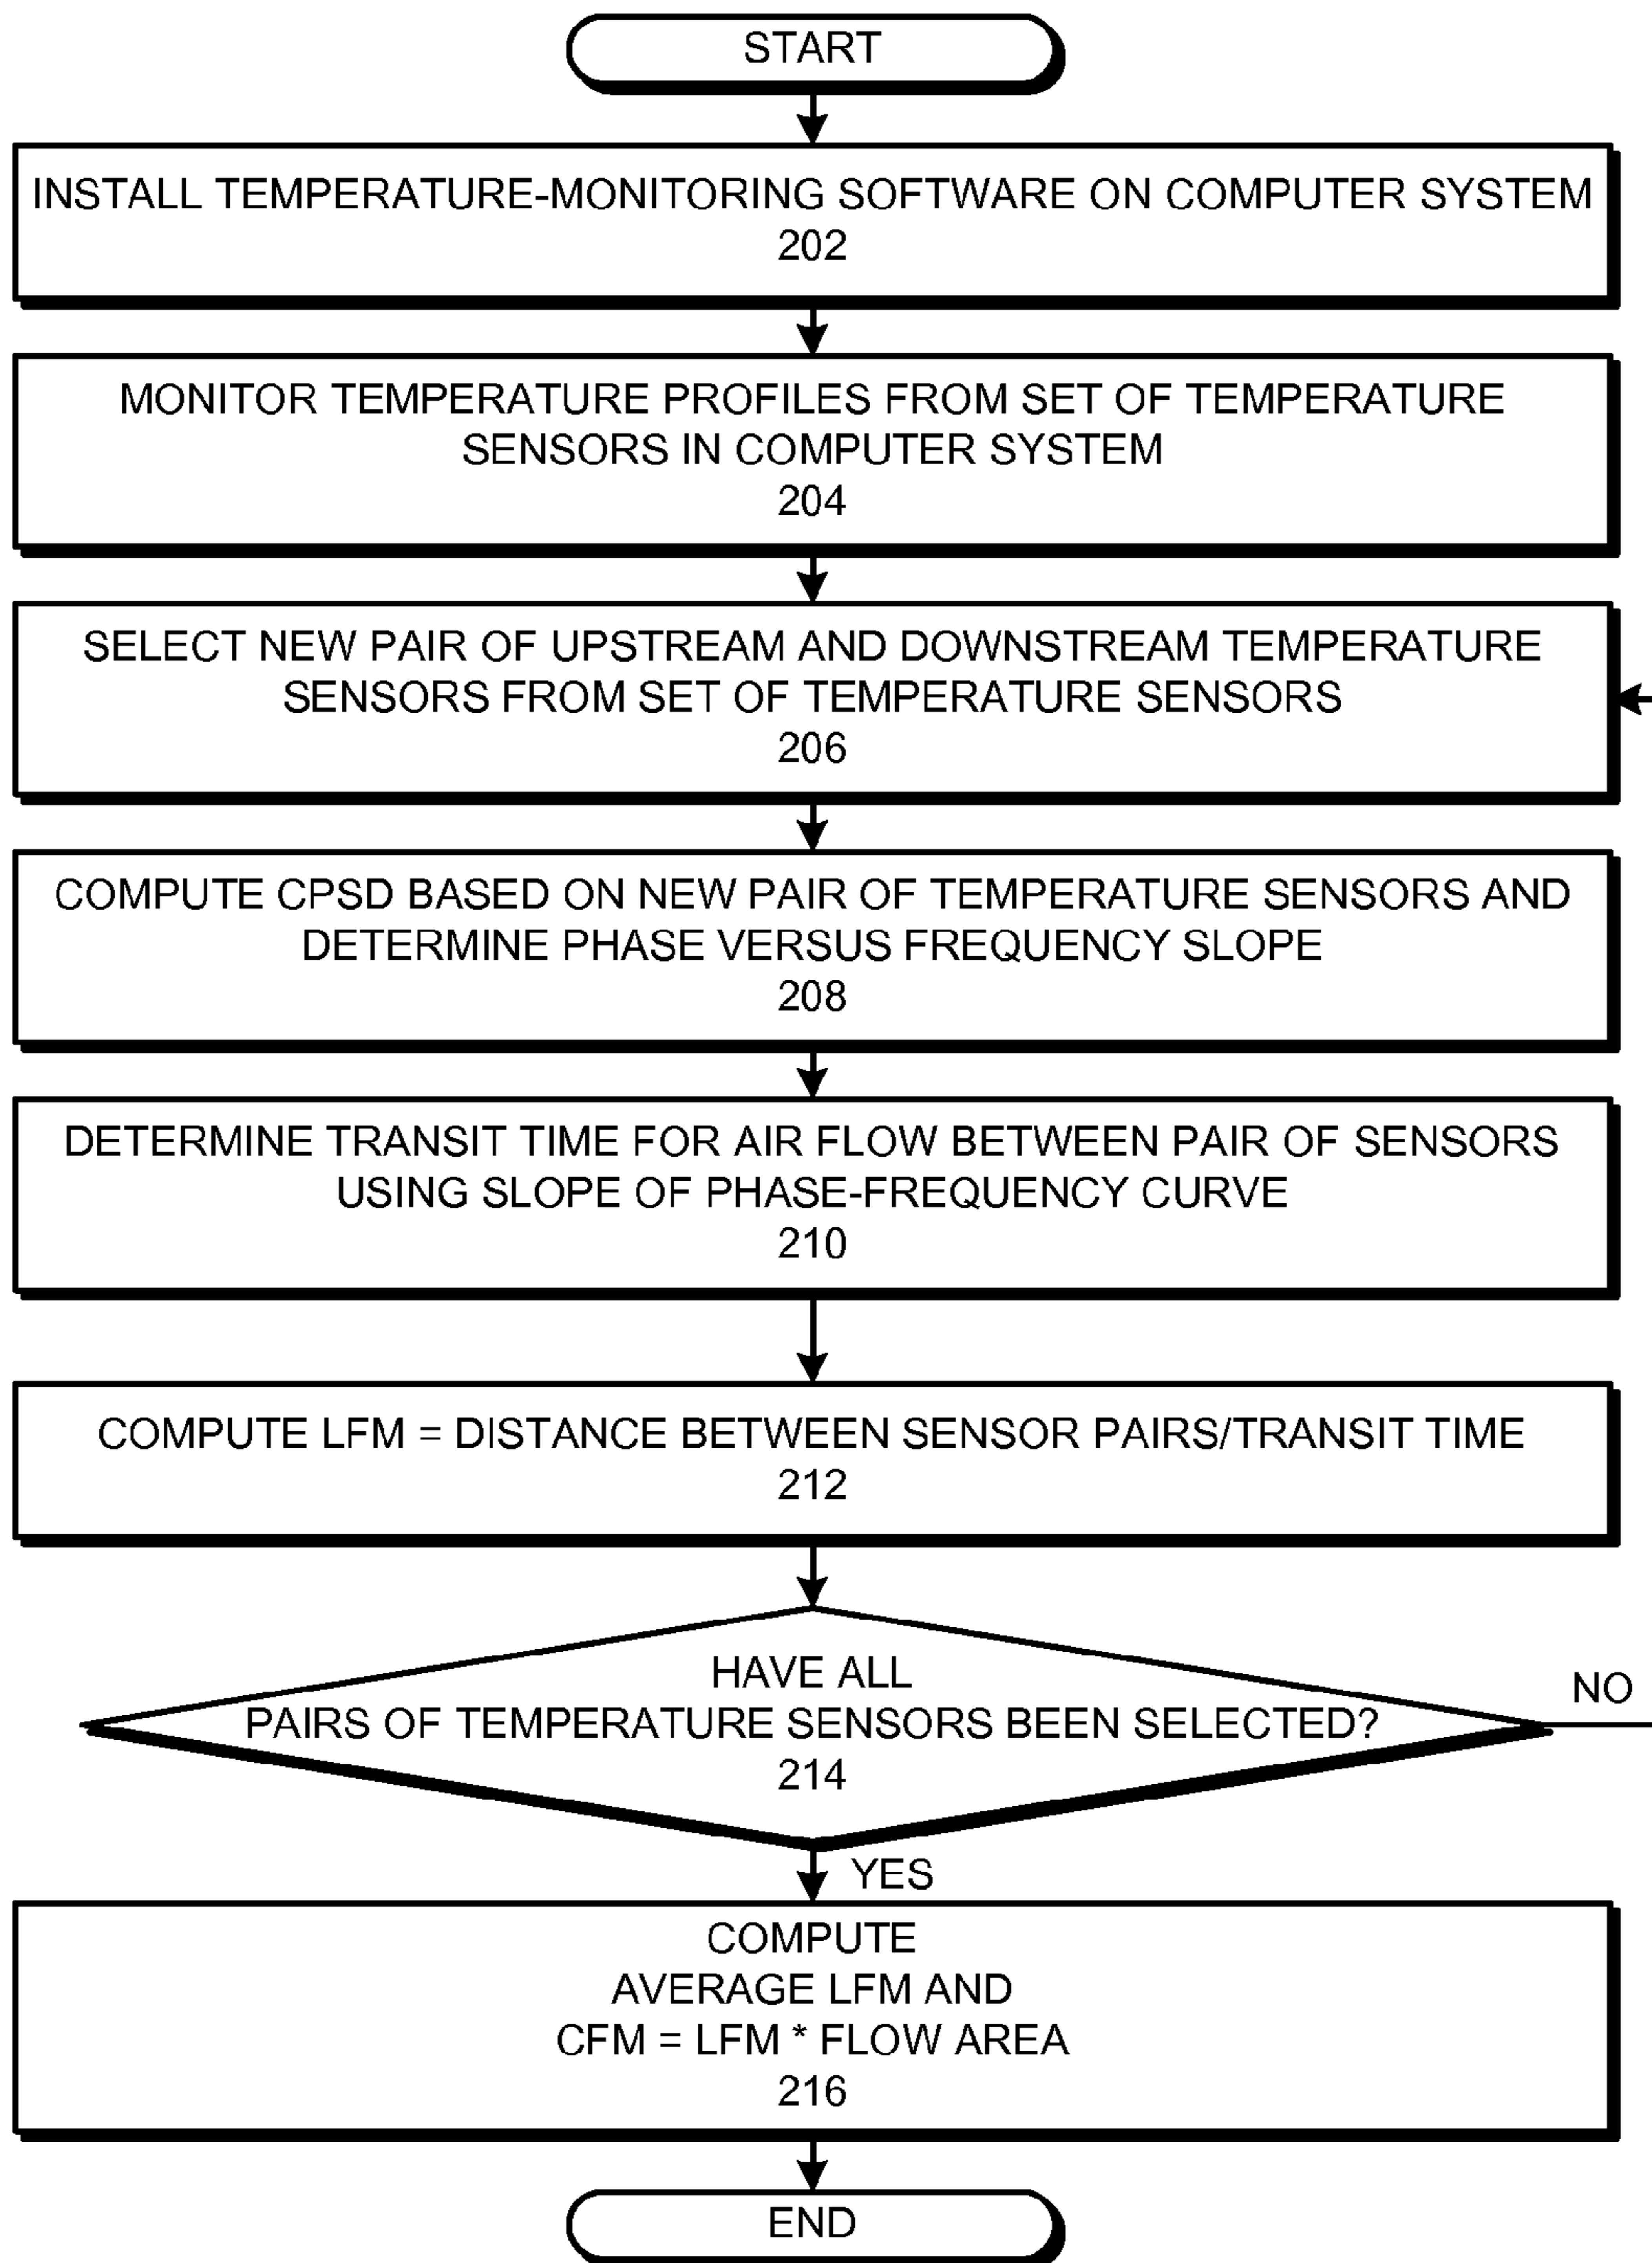 START
INSTALL TEMPERATURE-MONITORING SOFTWARE ON COMPUTER SYSTEM
202
MONITOR TEMPERATURE PROFILES FROM SET OF TEMPERATURE
SENSORS IN COMPUTER SYSTEM
204
SELECT NEW PAIR OF UPSTREAM AND DOWNSTREAM TEMPERATURE
SENSORS FROM SET OF TEMPERATURE SENSORS
206
COMPUTE CPSD BASED ON NEW PAIR OF TEMPERATURE SENSORS AND
DETERMINE PHASE VERSUS FREQUENCY SLOPE
208
DETERMINE TRANSIT TIME FOR AIR FLOW BETWEEN PAIR OF SENSORS
USING SLOPE OF PHASE-FREQUENCY CURVE
210
COMPUTE LFM = DISTANCE BETWEEN SENSOR PAIRS/TRANSIT TIME
212
HAVE ALL
PAIRS OF TEMPERATURE SENSORS BEEN SELECTED?
214
NO
YES
COMPUTE
AVERAGE LFM AND
CFM = LFM * FLOW AREA
216
END